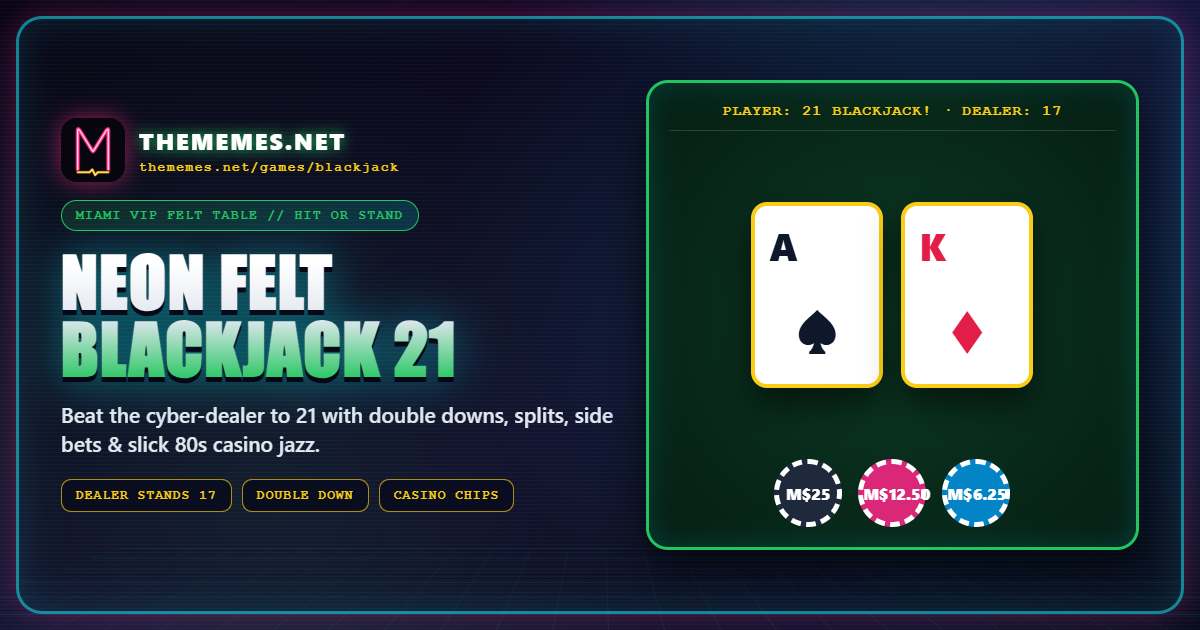 THEMEMES.NET
thememes.net/games/blackjack
MIAMI VIP FELT TABLE // HIT OR STAND
NEON FELT
BLACKJACK 21
Beat the cyber-dealer to 21 with double downs, splits, side
bets & slick 80s casino jazz.
DEALER STANDS 17
DOUBLE DOWN
CASINO CHIPS
PLAYER: 21 BLACKJACK! · DEALER: 17
A
K
M$25
M$12.50
M$6.25